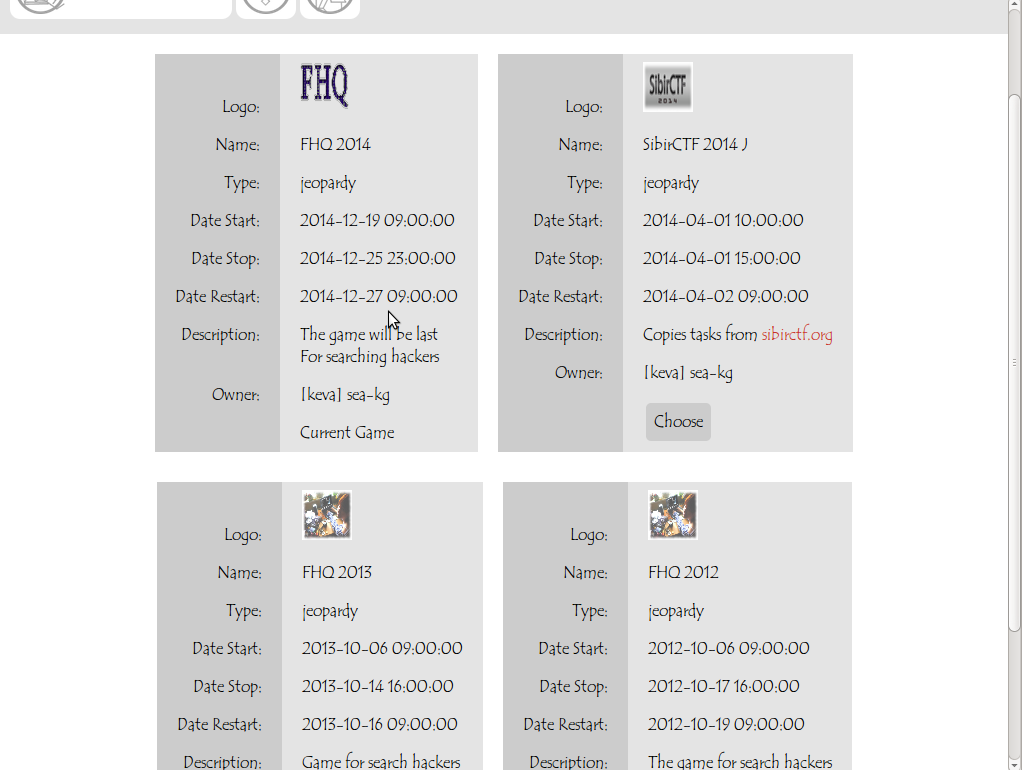 FHQ
Logo:
Name: FHQ 2014
Type: jeopardy
Date Start: 2014-12-19 09:00:00
Date Stop: 2014-12-25 23:00:00
Date Restart: 2014-12-27 09:00:00
Description: The game will be last
For searching hackers
Owner: [keva] sea-kg
Current Game
SibirCTF
2014
Logo:
Name: SibirCTF 2014 J
Type: jeopardy
Date Start: 2014-04-01 10:00:00
Date Stop: 2014-04-01 15:00:00
Date Restart: 2014-04-02 09:00:00
Description: Copies tasks from sibirctf.org
Owner: [keva] sea-kg
Choose
Logo:
Name: FHQ 2013
Type: jeopardy
Date Start: 2013-10-06 09:00:00
Date Stop: 2013-10-14 16:00:00
Date Restart: 2013-10-16 09:00:00
Description: Game for search hackers
Logo:
Name: FHQ 2012
Type: jeopardy
Date Start: 2012-10-06 09:00:00
Date Stop: 2012-10-17 16:00:00
Date Restart: 2012-10-19 09:00:00
Description: The game for search hackers